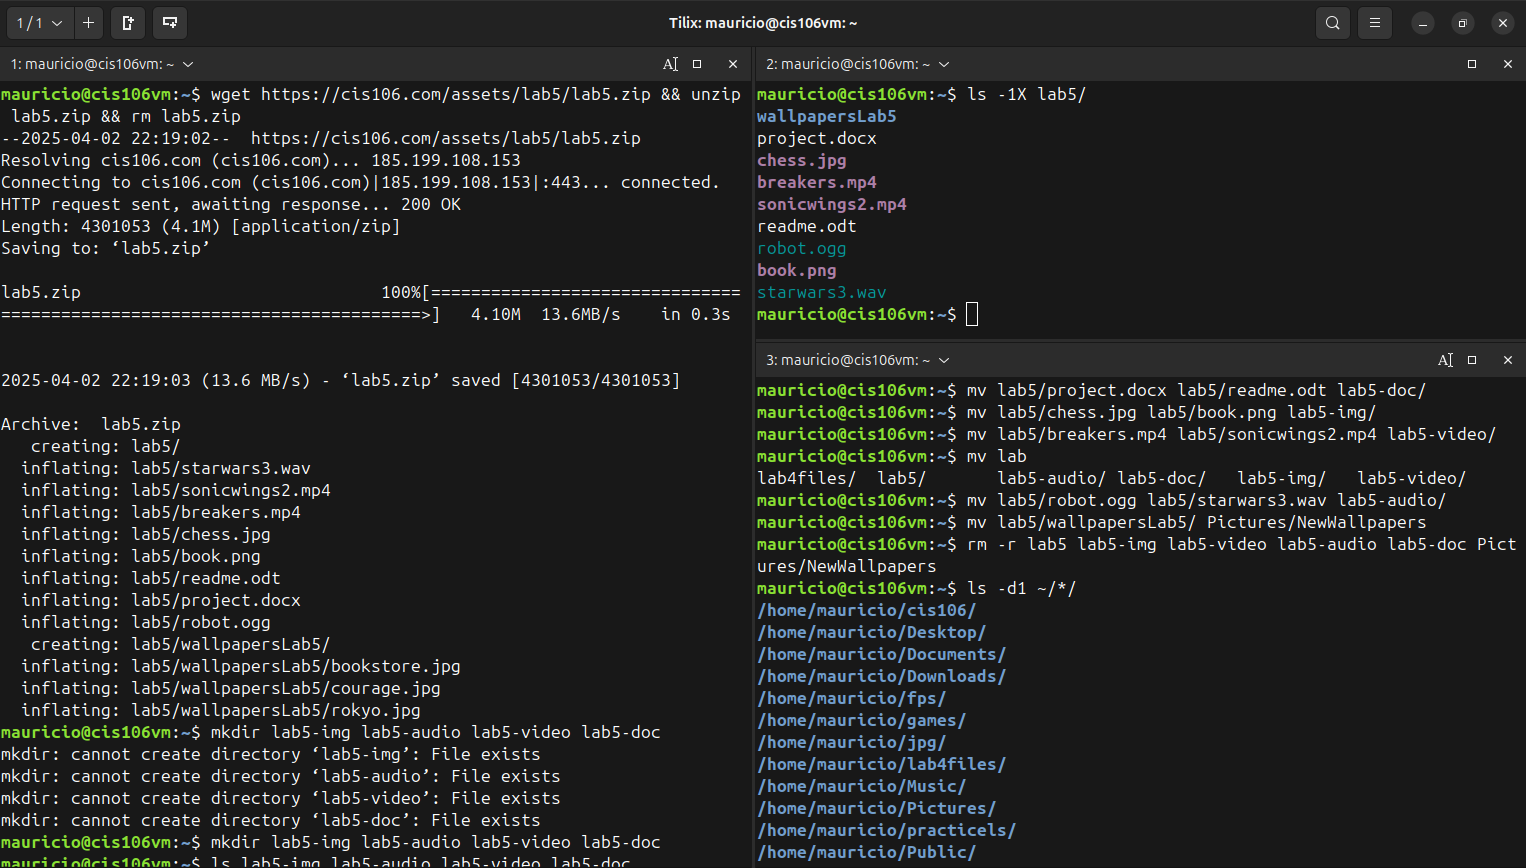 1 / 1
Tilix: mauricio@cis106vm: ~
1: mauricio@cis106vm: ~
mauricio@cis106vm:~$ wget https://cis106.com/assets/lab5/lab5.zip && unzip
 lab5.zip && rm lab5.zip
--2025-04-02 22:19:02--  https://cis106.com/assets/lab5/lab5.zip
Resolving cis106.com (cis106.com)... 185.199.108.153
Connecting to cis106.com (cis106.com)|185.199.108.153|:443... connected.
HTTP request sent, awaiting response... 200 OK
Length: 4301053 (4.1M) [application/zip]
Saving to: ‘lab5.zip’
lab5.zip                              100%[===============================
==========================================>]   4.10M  13.6MB/s    in 0.3s
2025-04-02 22:19:03 (13.6 MB/s) - ‘lab5.zip’ saved [4301053/4301053]
Archive:  lab5.zip
   creating: lab5/
  inflating: lab5/starwars3.wav
  inflating: lab5/sonicwings2.mp4
  inflating: lab5/breakers.mp4
  inflating: lab5/chess.jpg
  inflating: lab5/book.png
  inflating: lab5/readme.odt
  inflating: lab5/project.docx
  inflating: lab5/robot.ogg
   creating: lab5/wallpapersLab5/
  inflating: lab5/wallpapersLab5/bookstore.jpg
  inflating: lab5/wallpapersLab5/courage.jpg
  inflating: lab5/wallpapersLab5/rokyo.jpg
mauricio@cis106vm:~$ mkdir lab5-img lab5-audio lab5-video lab5-doc
mkdir: cannot create directory ‘lab5-img’: File exists
mkdir: cannot create directory ‘lab5-audio’: File exists
mkdir: cannot create directory ‘lab5-video’: File exists
mkdir: cannot create directory ‘lab5-doc’: File exists
mauricio@cis106vm:~$ mkdir lab5-img lab5-audio lab5-video lab5-doc
mauricio@cis106vm:~$ ls lab5-img lab5-audio lab5-video lab5-doc
2: mauricio@cis106vm: ~
mauricio@cis106vm:~$ ls -1X lab5/
wallpapersLab5
project.docx
chess.jpg
breakers.mp4
sonicwings2.mp4
readme.odt
robot.ogg
book.png
starwars3.wav
mauricio@cis106vm:~$
3: mauricio@cis106vm: ~
mauricio@cis106vm:~$ mv lab5/project.docx lab5/readme.odt lab5-doc/
mauricio@cis106vm:~$ mv lab5/chess.jpg lab5/book.png lab5-img/
mauricio@cis106vm:~$ mv lab5/breakers.mp4 lab5/sonicwings2.mp4 lab5-video/
mauricio@cis106vm:~$ mv lab
lab4files/  lab5/       lab5-audio/ lab5-doc/   lab5-img/   lab5-video/
mauricio@cis106vm:~$ mv lab5/robot.ogg lab5/starwars3.wav lab5-audio/
mauricio@cis106vm:~$ mv lab5/wallpapersLab5/ Pictures/NewWallpapers
mauricio@cis106vm:~$ rm -r lab5 lab5-img lab5-video lab5-audio lab5-doc Pict
ures/NewWallpapers
mauricio@cis106vm:~$ ls -d1 ~/*/
/home/mauricio/cis106/
/home/mauricio/Desktop/
/home/mauricio/Documents/
/home/mauricio/Downloads/
/home/mauricio/fps/
/home/mauricio/games/
/home/mauricio/jpg/
/home/mauricio/lab4files/
/home/mauricio/Music/
/home/mauricio/Pictures/
/home/mauricio/practicels/
/home/mauricio/Public/